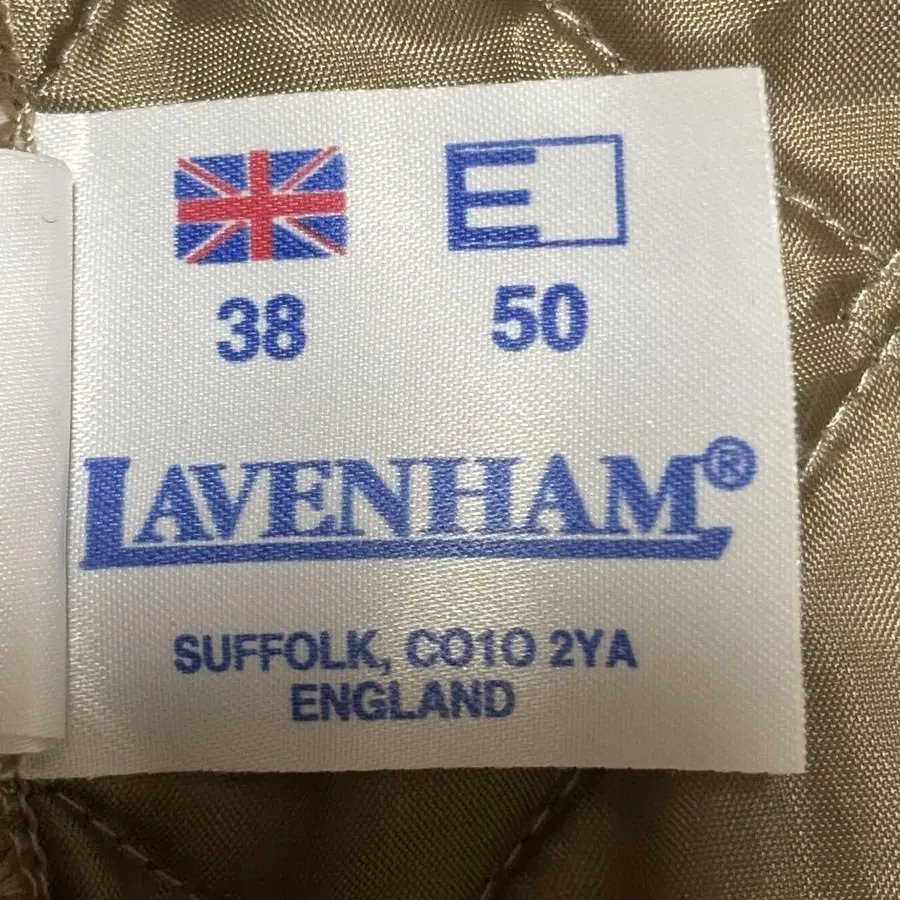 E
38 50
LAVENHAM®
SUFFOLK, CO10 2YA
ENGLAND